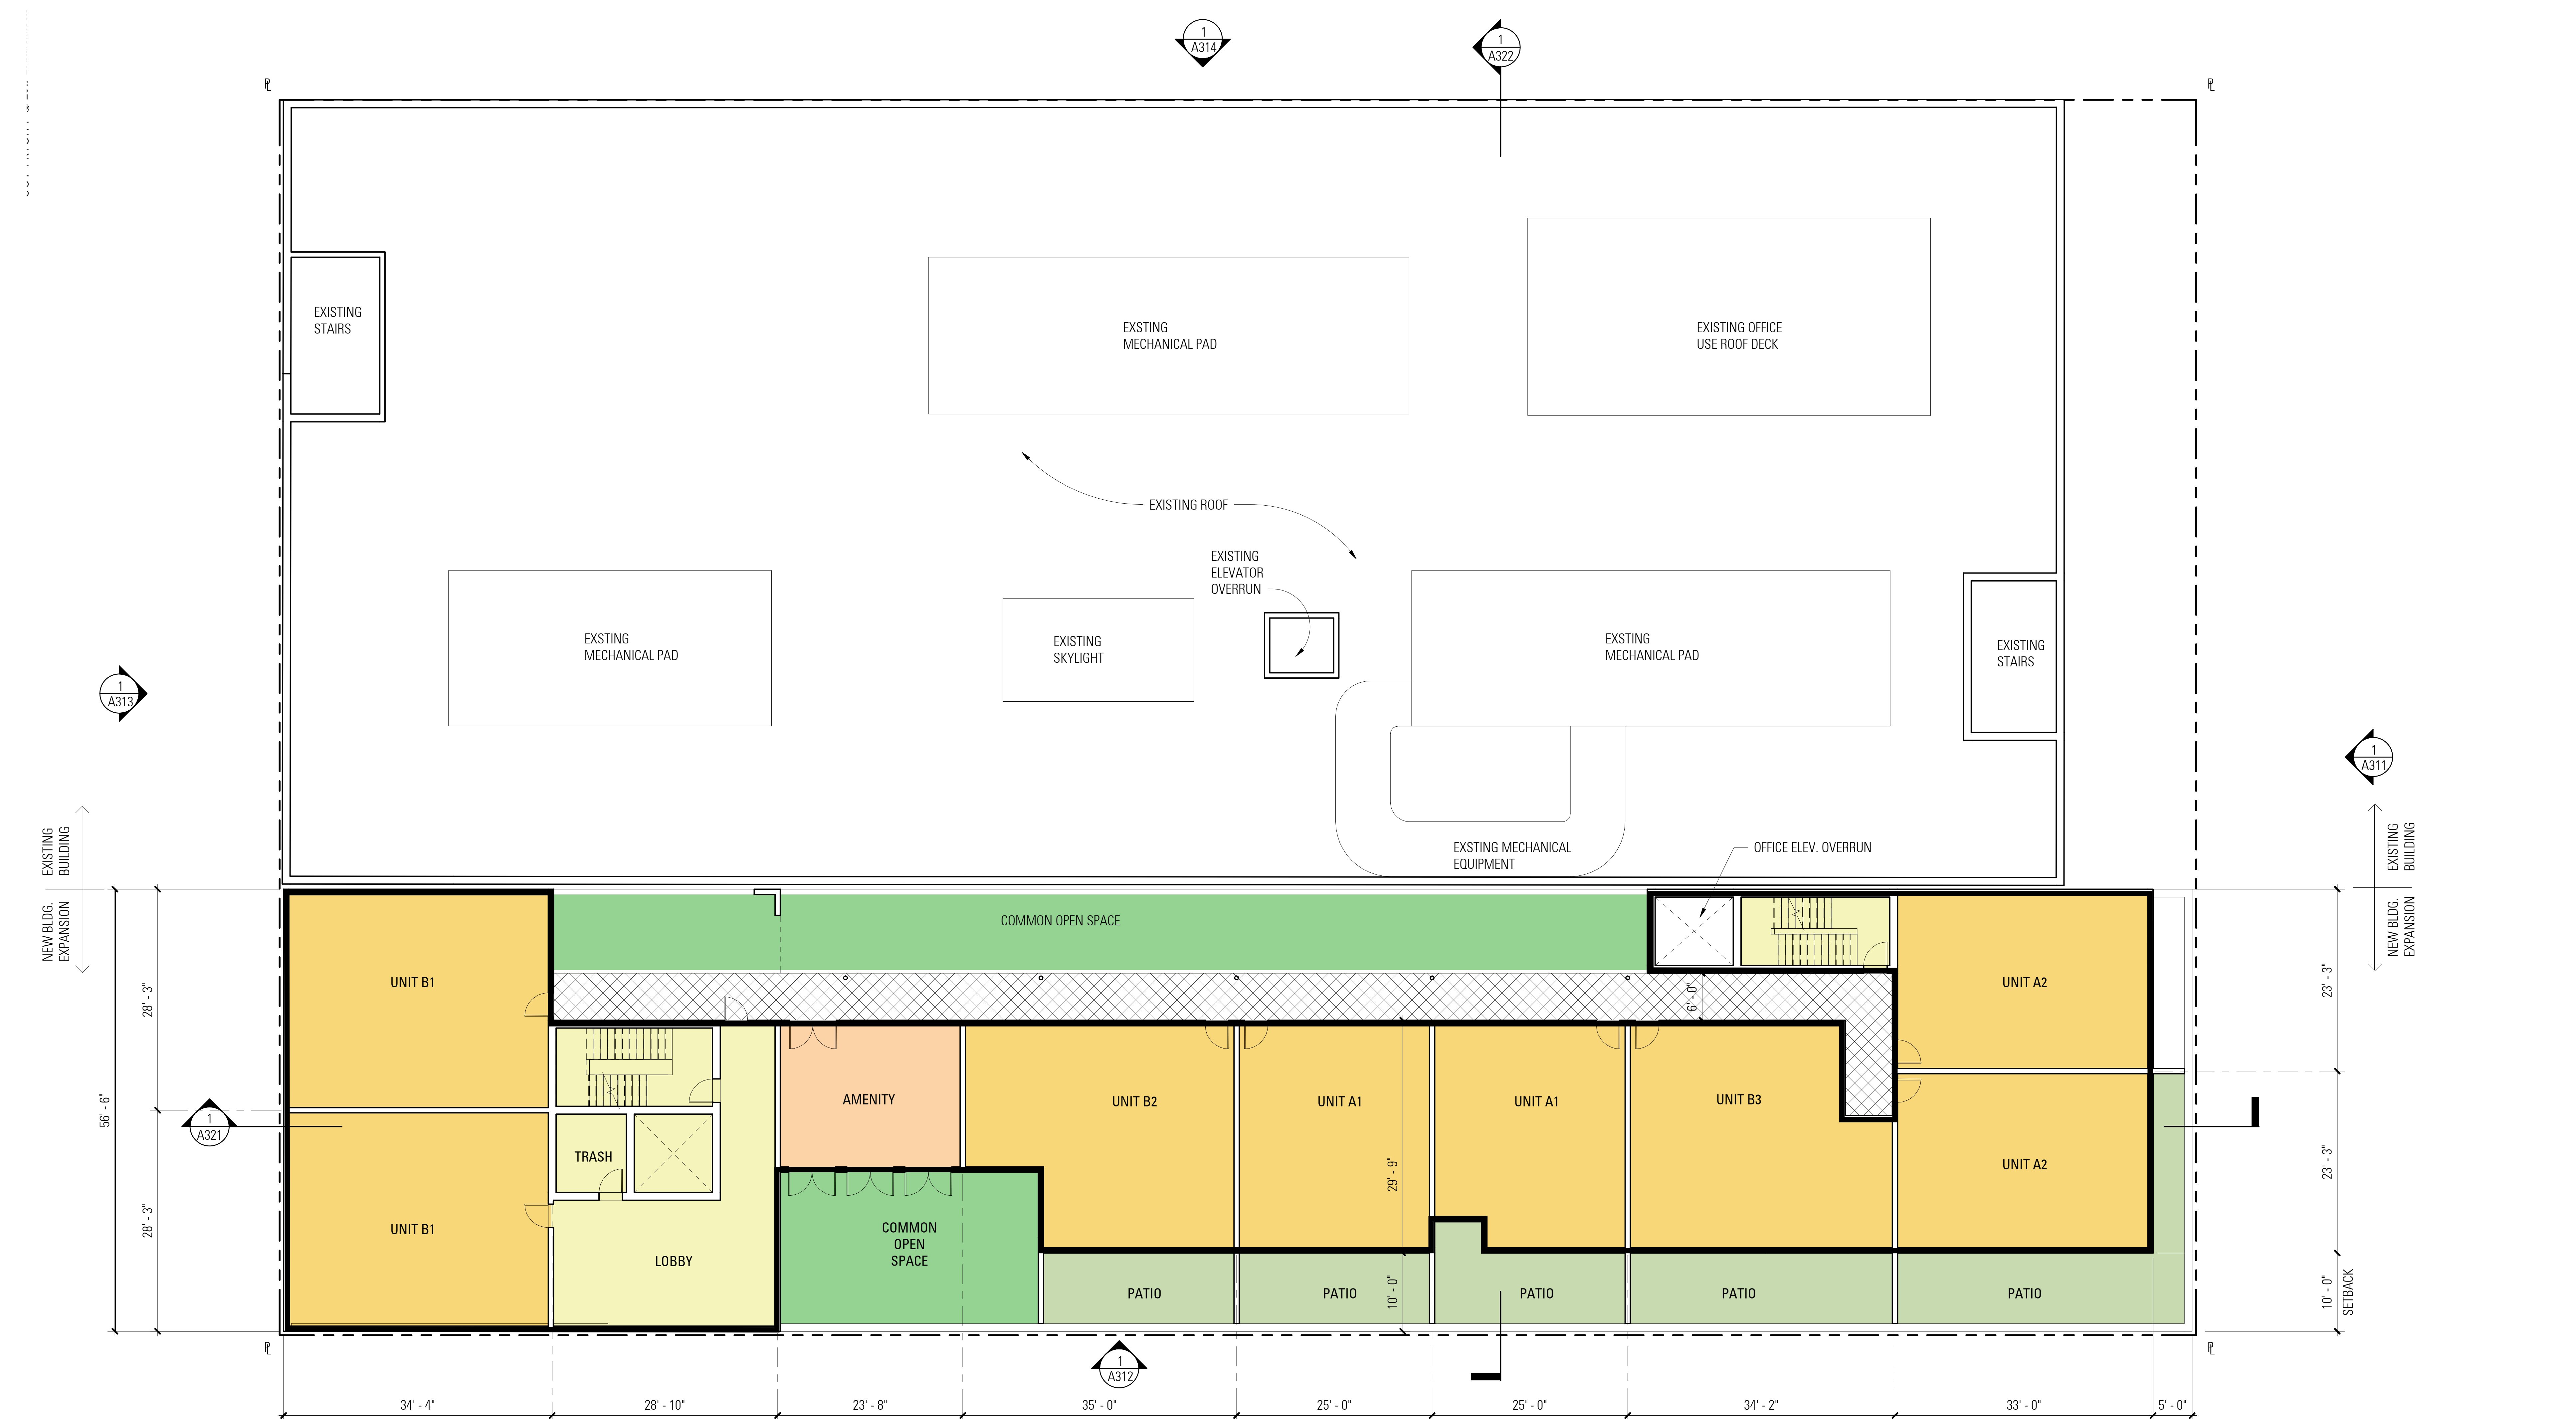 1
A314
1
A322
PL
PL
EXISTING
STAIRS
EXSTING
MECHANICAL PAD
EXISTING OFFICE
USE ROOF DECK
EXISTING ROOF
EXISTING
ELEVATOR
OVERRUN
EXSTING
MECHANICAL PAD
EXISTING
SKYLIGHT
EXSTING
MECHANICAL PAD
EXISTING
STAIRS
1
A313
1
A311
EXSTING MECHANICAL
EQUIPMENT
OFFICE ELEV. OVERRUN
EXISTING
BUILDING
NEW BLDG.
EXPANSION
EXISTING
BUILDING
NEW BLDG.
EXPANSION
COMMON OPEN SPACE
UNIT B1
UNIT A2
28' - 3"
6' - 0"
23' - 3"
56' - 6"
AMENITY
UNIT B2
UNIT A1
UNIT A1
UNIT B3
1
A321
TRASH
UNIT A2
29' - 9"
23' - 3"
28' - 3"
UNIT B1
LOBBY
COMMON
OPEN
SPACE
PATIO
PATIO
10' - 0"
PATIO
PATIO
PATIO
10' - 0"
SETBACK
PL
PL
1
A312
34' - 4"
28' - 10"
23' - 8"
35' - 0"
25' - 0"
25' - 0"
34' - 2"
33' - 0"
5' - 0"